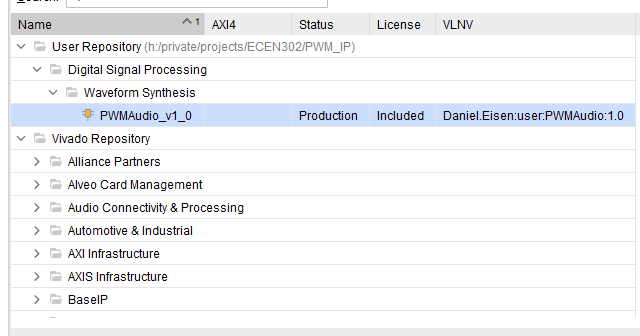 Name 1 AXI4 Status License VLNV
User Repository (h:/private/projects/ECEN302/PWM_IP)
Digital Signal Processing
Waveform Synthesis
PWMAudio_v1_0 Production Included Daniel.Eisen:user:PWMAudio:1.0
Vivado Repository
Alliance Partners
Alveo Card Management
Audio Connectivity & Processing
Automotive & Industrial
AXI Infrastructure
AXIS Infrastructure
BaseIP